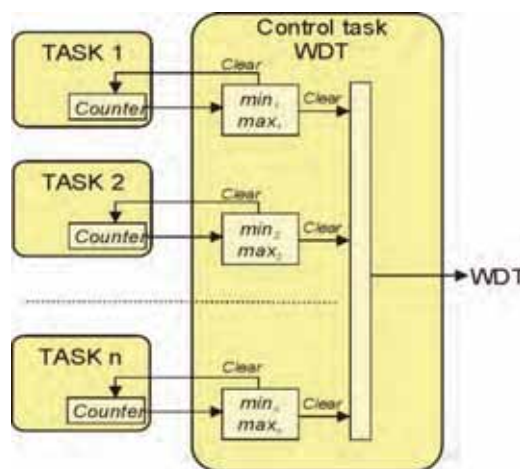 Control task
WDT
TASK 1
Counter
Clear
min₁
max₁
Clear
TASK 2
Counter
Clear
min₂
max₂
Clear
WDT
TASK n
Counter
Clear
minₙ
maxₙ
Clear